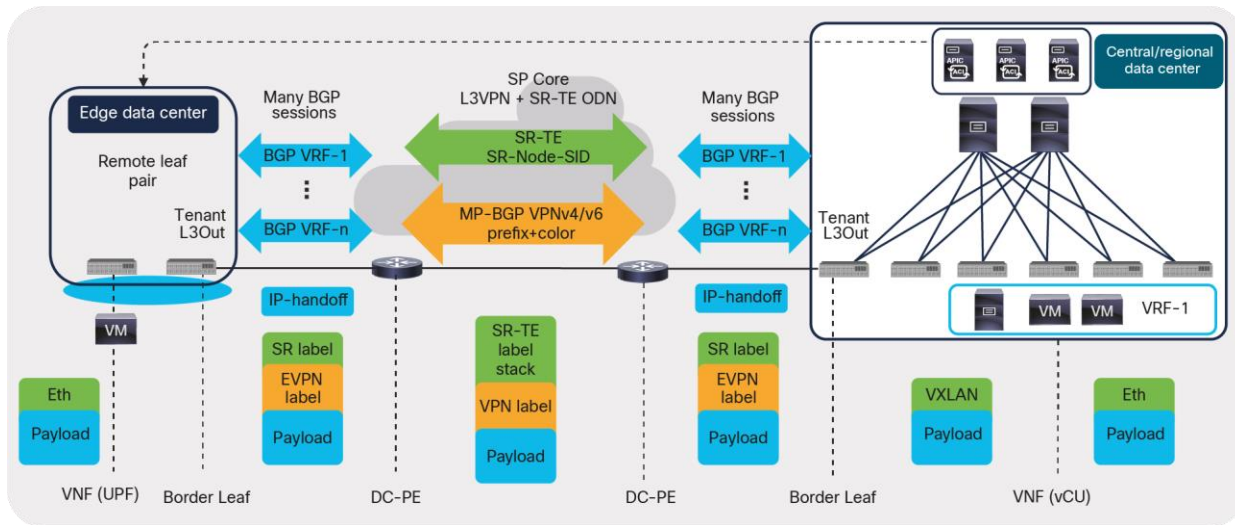 APIC
ACI
APIC
ACI
APIC
ACI
Central/regional
data center
Edge data center
Remote leaf
pair
Tenant
L3Out
Many BGP
sessions
BGP VRF-1
BGP VRF-n
SP Core
L3VPN + SR-TE ODN
SR-TE
SR-Node-SID
MP-BGP VPNv4/v6
prefix+color
Many BGP
sessions
BGP VRF-1
BGP VRF-n
Tenant
L3Out
VM
IP-handoff
IP-handoff
VM
VM
VRF-1
Eth
Payload
SR label
EVPN
label
Payload
SR-TE
label
stack
VPN label
Payload
SR label
EVPN
label
Payload
VXLAN
Payload
Eth
Payload
VNF (UPF)
Border Leaf
DC-PE
DC-PE
Border Leaf
VNF (vCU)